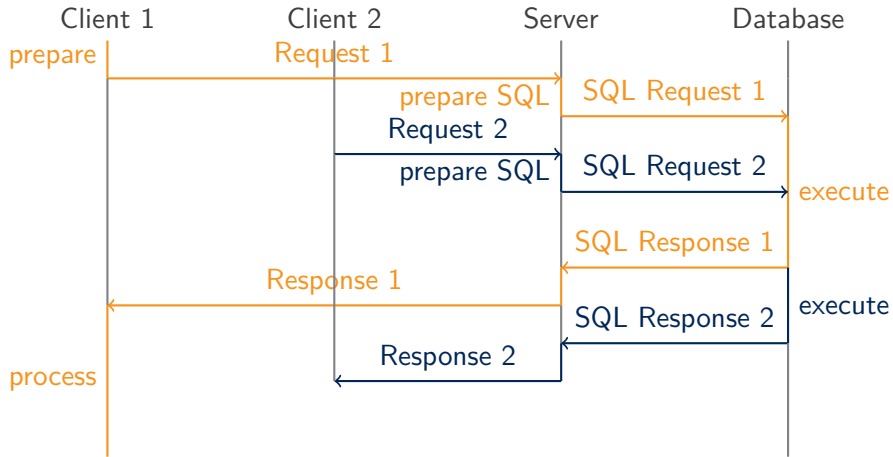 Client 1
Client 2
Server
Database
prepare
Request 1
prepare SQL
SQL Request 1
Request 2
prepare SQL
SQL Request 2
execute
SQL Response 1
Response 1
execute
SQL Response 2
Response 2
process